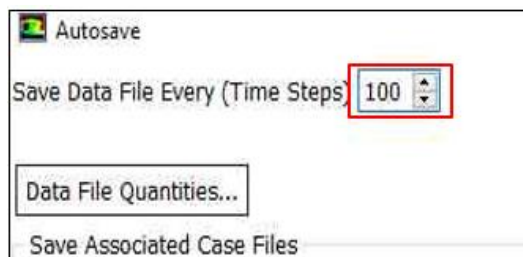 Autosave
Save Data File Every (Time Steps) 100
Data File Quantities...
Save Associated Case Files